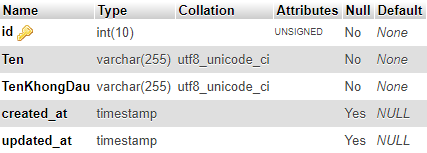 Name Type Collation Attributes Null Default
id int(10) UNSIGNED No None
Ten varchar(255) utf8_unicode_ci No None
TenKhongDau varchar(255) utf8_unicode_ci No None
created_at timestamp Yes NULL
updated_at timestamp Yes NULL